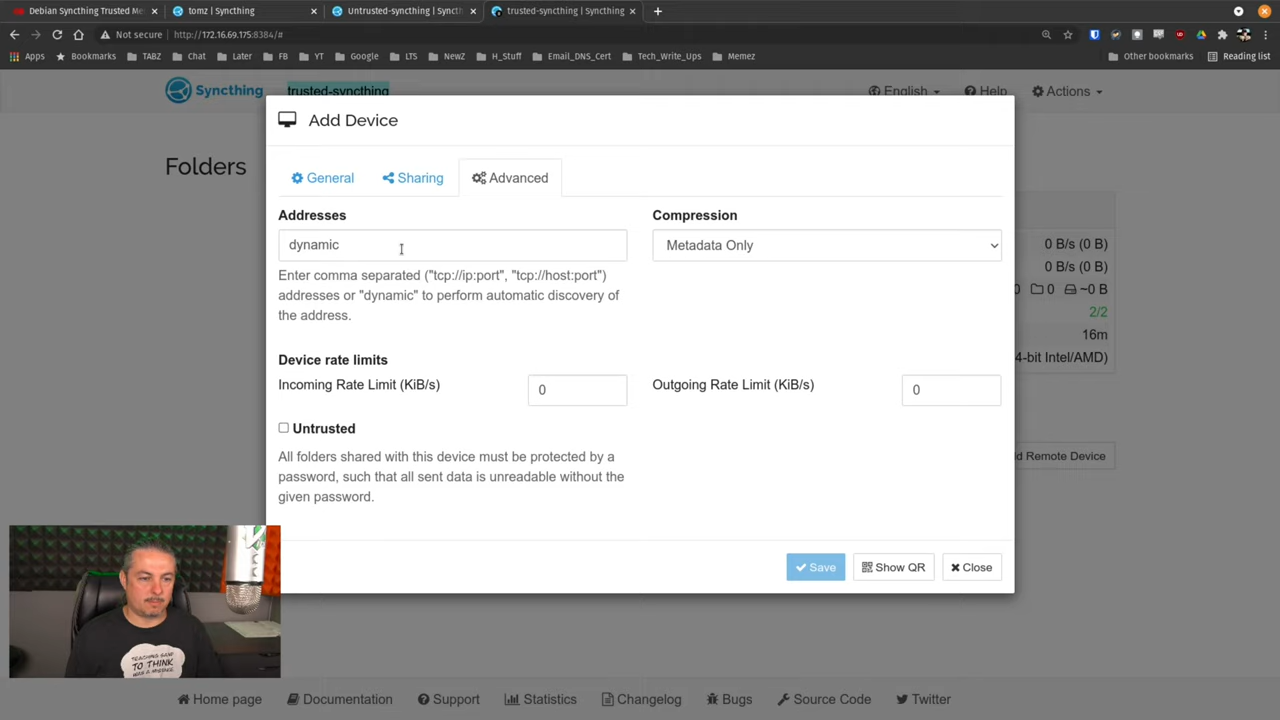 Debian Syncthing Trusted Me
tomz | Syncthing
Untrusted-syncthing | Syncth
trusted-syncthing | Syncthing
Not secure
http://172.16.69.175:8384/#
Apps
Bookmarks
TABZ
Chat
Later
FB
YT
Google
LTS
NewZ
H_Stuff
Email_DNS_Cert
Tech_Write_Ups
Memez
Other bookmarks
Reading list
Syncthing
trusted-syncthing
English
Help
Actions
Add Device
Folders
General
Sharing
Advanced
Addresses
Compression
dynamic
Metadata Only
0 B/s (0 B)
0 B/s (0 B)
Enter comma separated ("tcp://ip:port", "tcp://host:port")
addresses or "dynamic" to perform automatic discovery of
the address.
0
0
~0 B
2/2
16m
4-bit Intel/AMD)
Device rate limits
Incoming Rate Limit (KiB/s)
0
Outgoing Rate Limit (KiB/s)
0
Untrusted
All folders shared with this device must be protected by a
password, such that all sent data is unreadable without the
given password.
d Remote Device
Save
Show QR
Close
TO THINK
Home page
Documentation
Support
Statistics
Changelog
Bugs
Source Code
Twitter